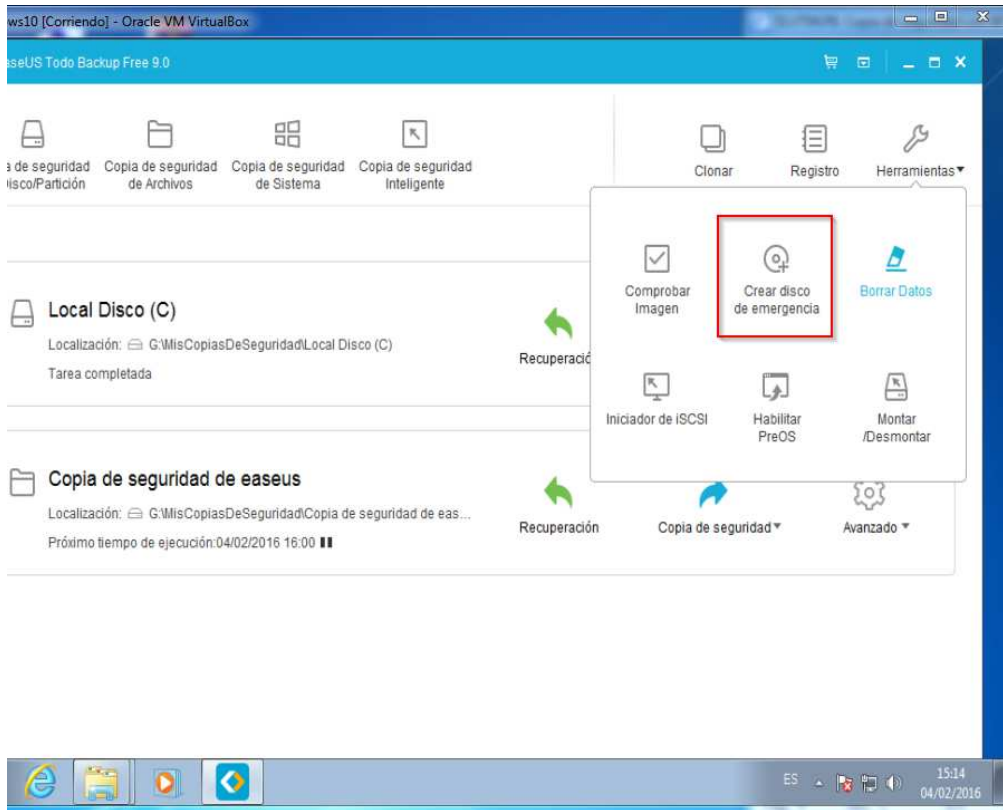 ws10 [Corriendo] - Oracle VM VirtualBox
aseUS Todo Backup Free 9.0
a de seguridad Copia de seguridad Copia de seguridad Copia de seguridad
isco/Partición de Archivos de Sistema Inteligente
Clonar Registro Herramientas
Comprobar Imagen
Crear disco de emergencia
Borrar Datos
Iniciador de iSCSI
Habilitar PreOS
Montar /Desmontar
Local Disco (C)
Localización: G:\MisCopiasDeSeguridad\Local Disco (C)
Tarea completada
Recuperació
Copia de seguridad de easeus
Localización: G:\MisCopiasDeSeguridad\Copia de seguridad de eas...
Próximo tiempo de ejecución:04/02/2016 16:00
Recuperación Copia de seguridad Avanzado
ES
15:14
04/02/2016